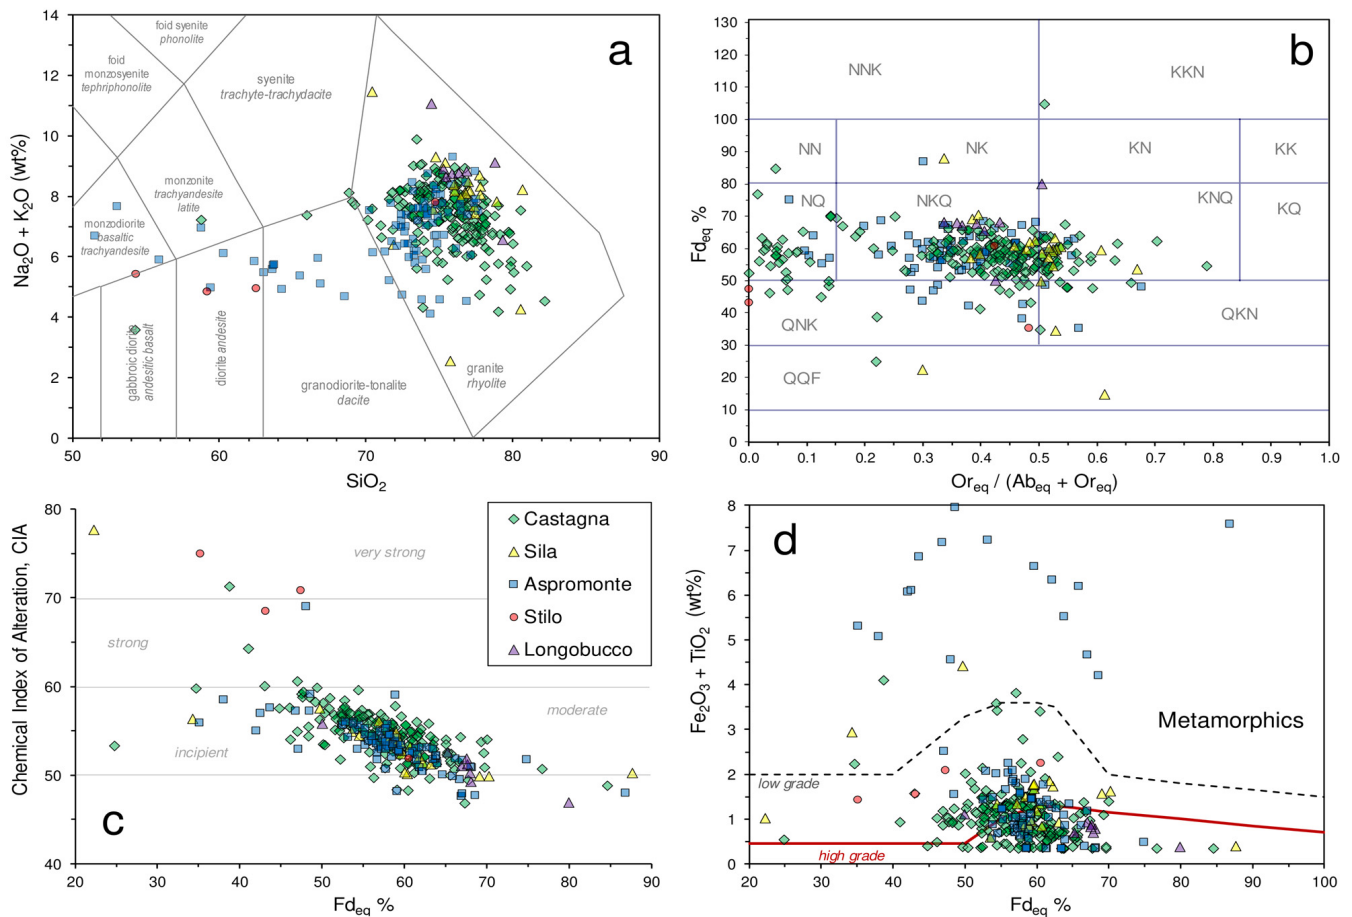 a
Na2O + K2O (wt%)
14
12
10
8
6
4
2
0
foid syenite
phonolite
foid
monzosyenite
tephriphonolite
syenite
trachyte-trachydacite
monzonite
trachyandesite
latite
monzodiorite
basaltic
trachyandesite
gabbroic diorite
andesitic basalt
diorite andesite
granodiorite-tonalite
dacite
granite
rhyolite
50 60 70 80 90
SiO2
b
Fdeq %
130
120
110
100
90
80
70
60
50
40
30
20
10
0
NNK
KKN
NN
NK
KN
KK
NQ
NKQ
KNQ
KQ
QNK
QKN
QQF
0.0 0.1 0.2 0.3 0.4 0.5 0.6 0.7 0.8 0.9 1.0
Oreq / (Abeq + Oreq)
Chemical Index of Alteration, CIA
80
70
60
50
40
very strong
strong
moderate
incipient
c
Castagna
Sila
Aspromonte
Stilo
Longobucco
20 30 40 50 60 70 80 90
Fdeq %
d
Fe2O3 + TiO2 (wt%)
8
7
6
5
4
3
2
1
0
Metamorphics
low grade
high grade
20 30 40 50 60 70 80 90 100
Fdeq %